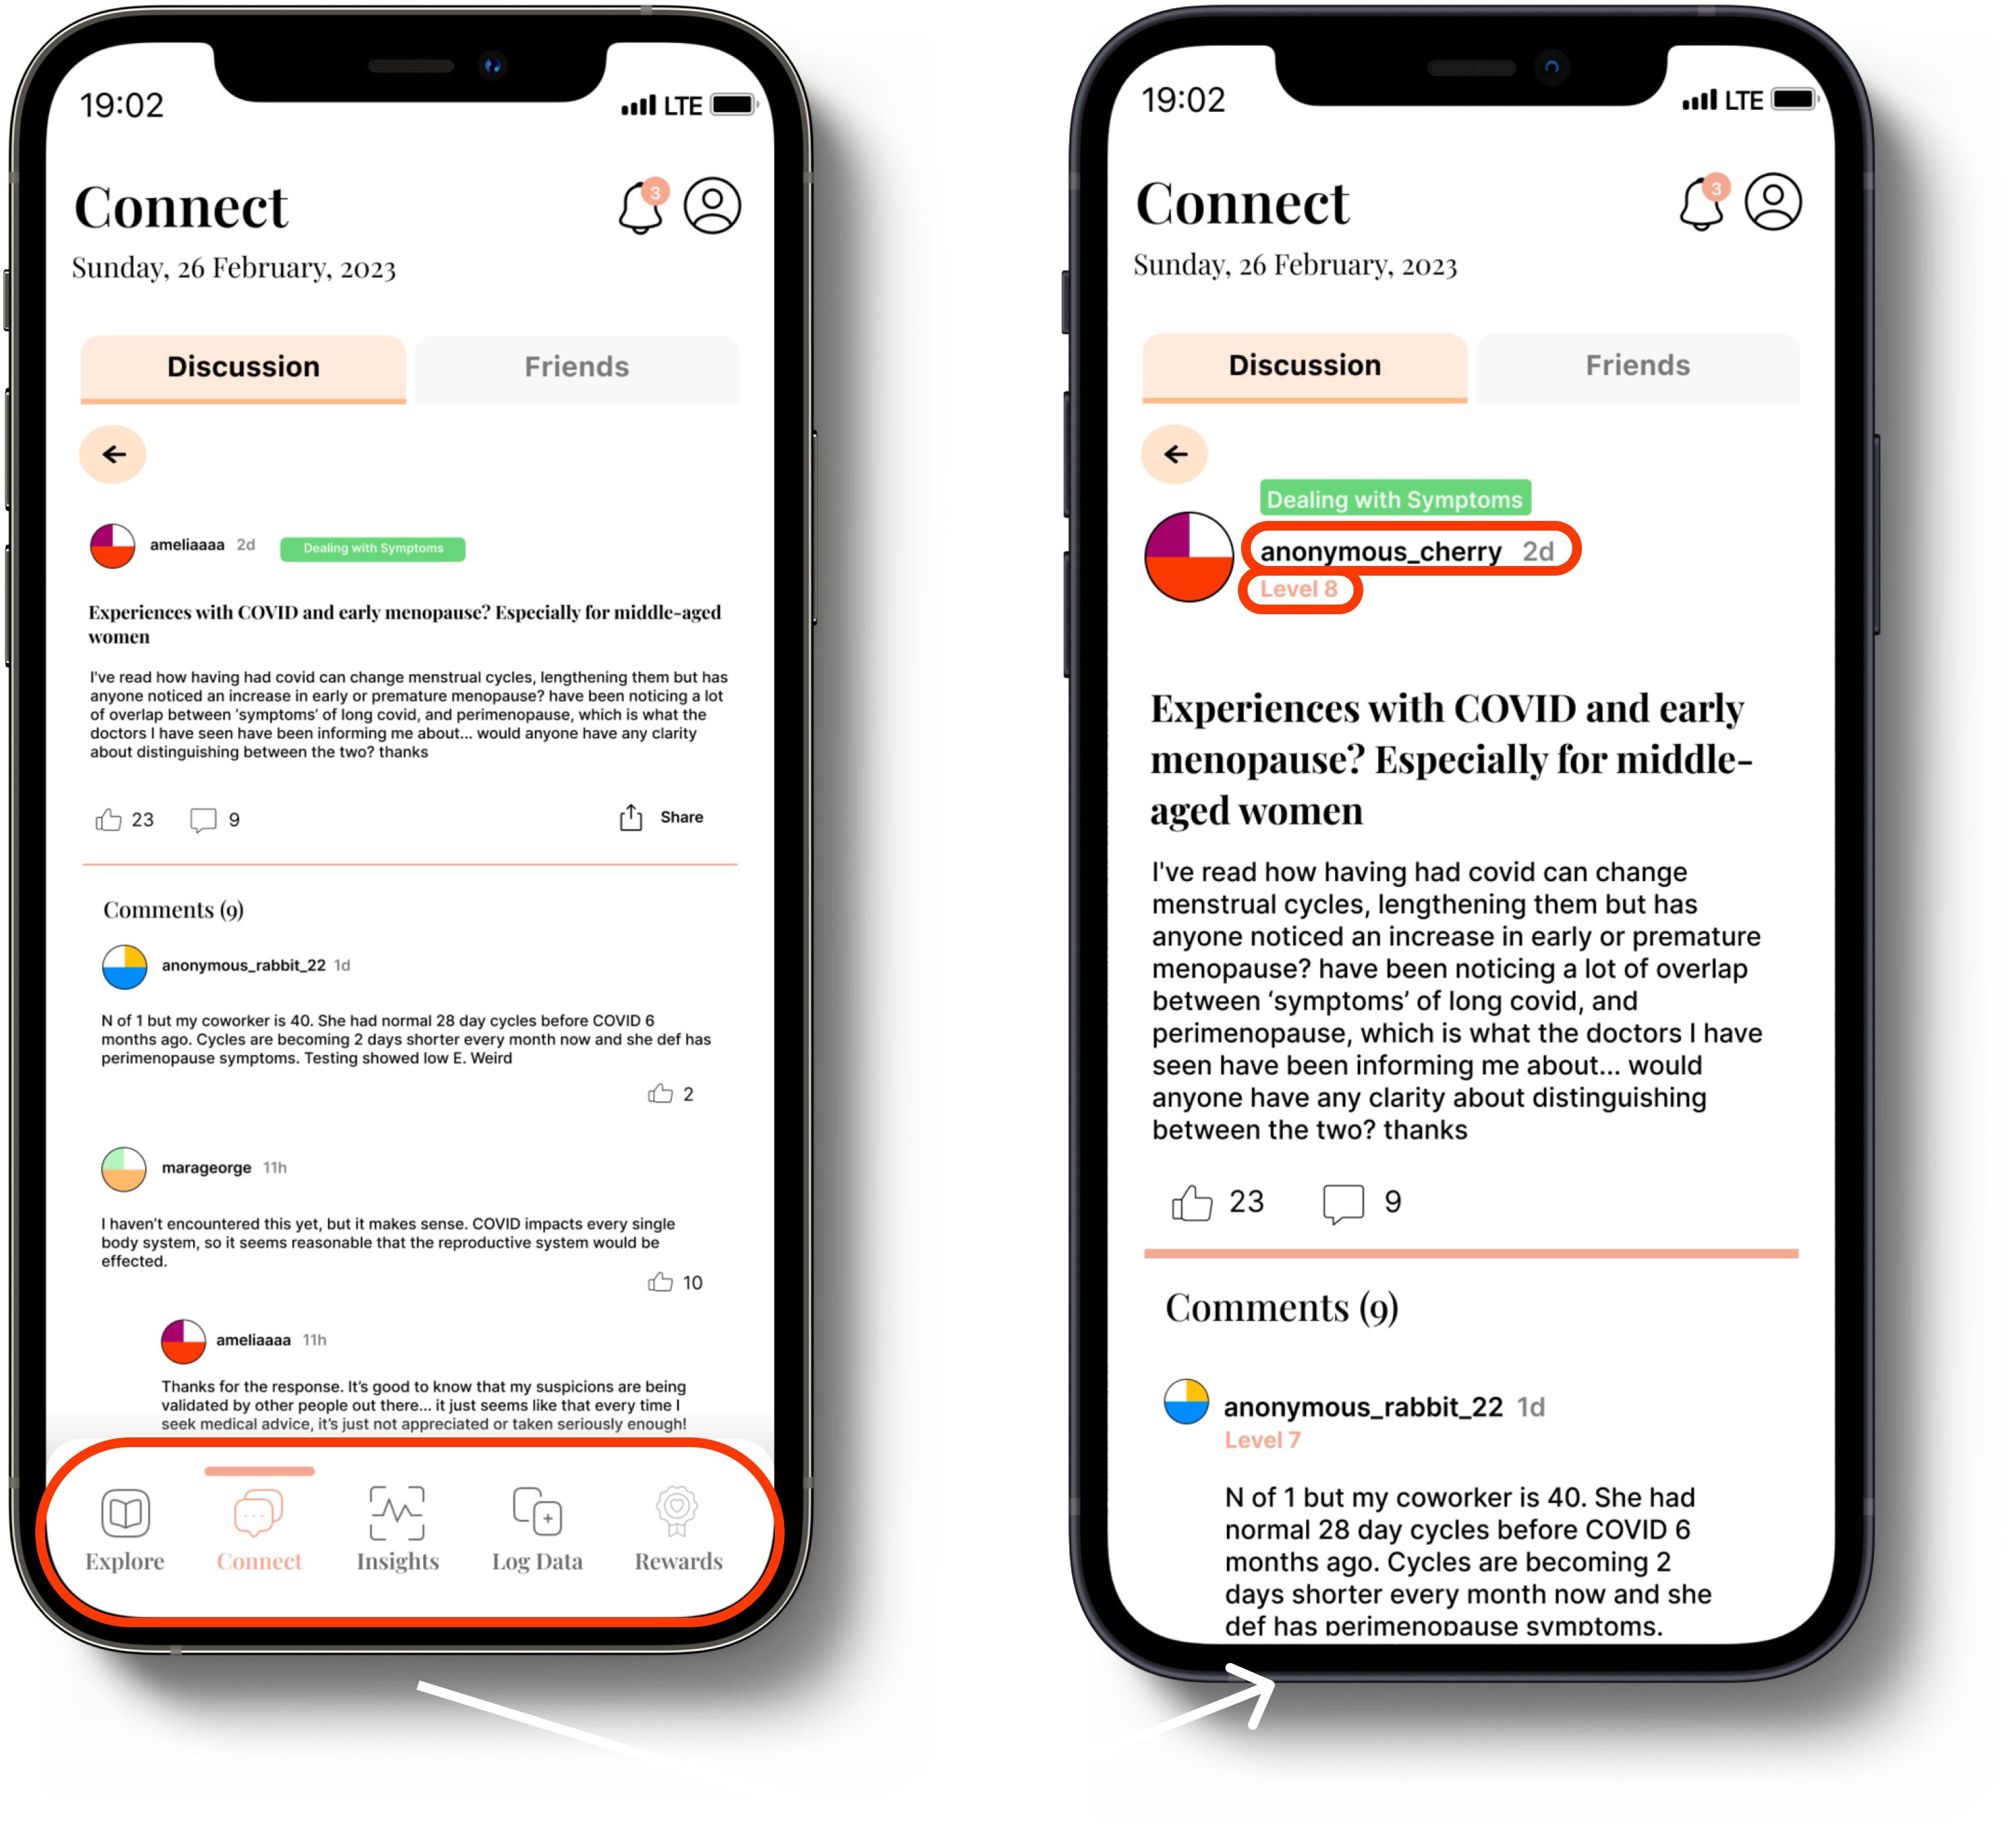 19:02
LTE
Connect
3
Sunday, 26 February, 2023
Discussion
Friends
ameliaaaa 2d
Dealing with Symptoms
Experiences with COVID and early menopause? Especially for middle-aged
women
I've read how having had covid can change menstrual cycles, lengthening them but has
anyone noticed an increase in early or premature menopause? have been noticing a lot
of overlap between ‘symptoms’ of long covid, and perimenopause, which is what the
doctors I have seen have been informing me about... would anyone have any clarity
about distinguishing between the two? thanks
23
9
Share
Comments (9)
anonymous_rabbit_22 1d
N of 1 but my coworker is 40. She had normal 28 day cycles before COVID 6
months ago. Cycles are becoming 2 days shorter every month now and she def has
perimenopause symptoms. Testing showed low E. Weird
2
marageorge 11h
I haven’t encountered this yet, but it makes sense. COVID impacts every single
body system, so it seems reasonable that the reproductive system would be
effected.
10
ameliaaaa 11h
Thanks for the response. It’s good to know that my suspicions are being
validated by other people out there... it just seems like that every time I
seek medical advice, it’s just not appreciated or taken seriously enough!
Explore
Connect
Insights
Log Data
Rewards
19:02
LTE
Connect
3
Sunday, 26 February, 2023
Discussion
Friends
Dealing with Symptoms
anonymous_cherry 2d
Level 8
Experiences with COVID and early
menopause? Especially for middle-
aged women
I've read how having had covid can change
menstrual cycles, lengthening them but has
anyone noticed an increase in early or premature
menopause? have been noticing a lot of overlap
between ‘symptoms’ of long covid, and
perimenopause, which is what the doctors I have
seen have been informing me about... would
anyone have any clarity about distinguishing
between the two? thanks
23
9
Comments (9)
anonymous_rabbit_22 1d
Level 7
N of 1 but my coworker is 40. She had
normal 28 day cycles before COVID 6
months ago. Cycles are becoming 2
days shorter every month now and she
def has perimenopause symptoms.